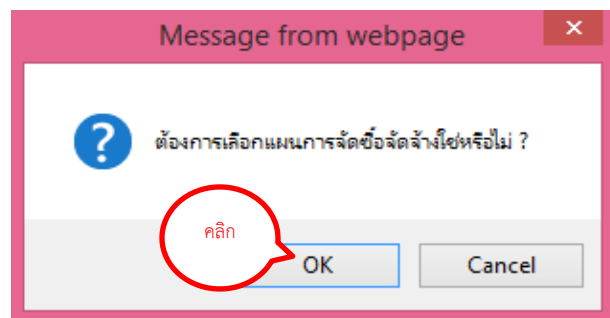 Message from webpage
ต้องการเลือกแผนการจัดซื้อจัดจ้างใช่หรือไม่ ?
คลิก
OK
Cancel